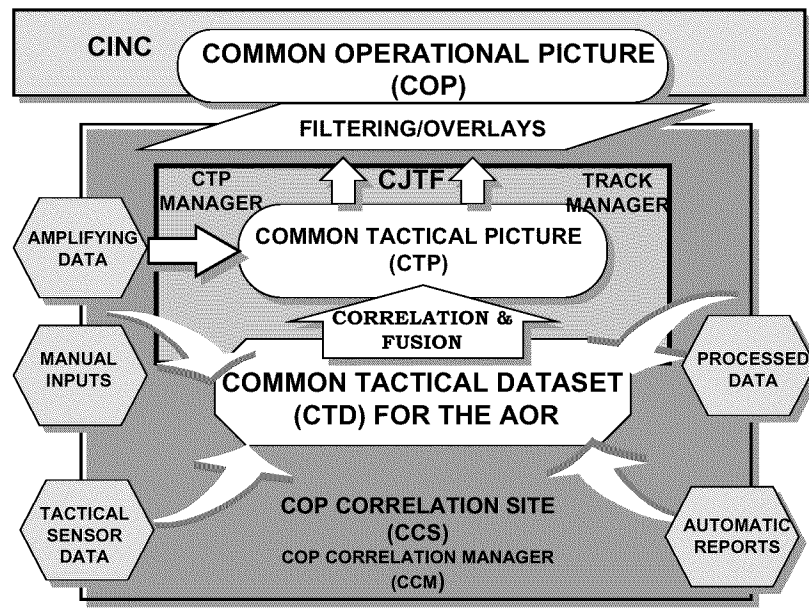 CINC
COMMON OPERATIONAL PICTURE
(COP)
FILTERING/OVERLAYS
CTP
MANAGER
CJTF
TRACK
MANAGER
AMPLIFYING
DATA
COMMON TACTICAL PICTURE
(CTP)
CORRELATION &
FUSION
MANUAL
INPUTS
PROCESSED
DATA
COMMON TACTICAL DATASET
(CTD) FOR THE AOR
TACTICAL
SENSOR
DATA
COP CORRELATION SITE
(CCS)
COP CORRELATION MANAGER
(CCM)
AUTOMATIC
REPORTS